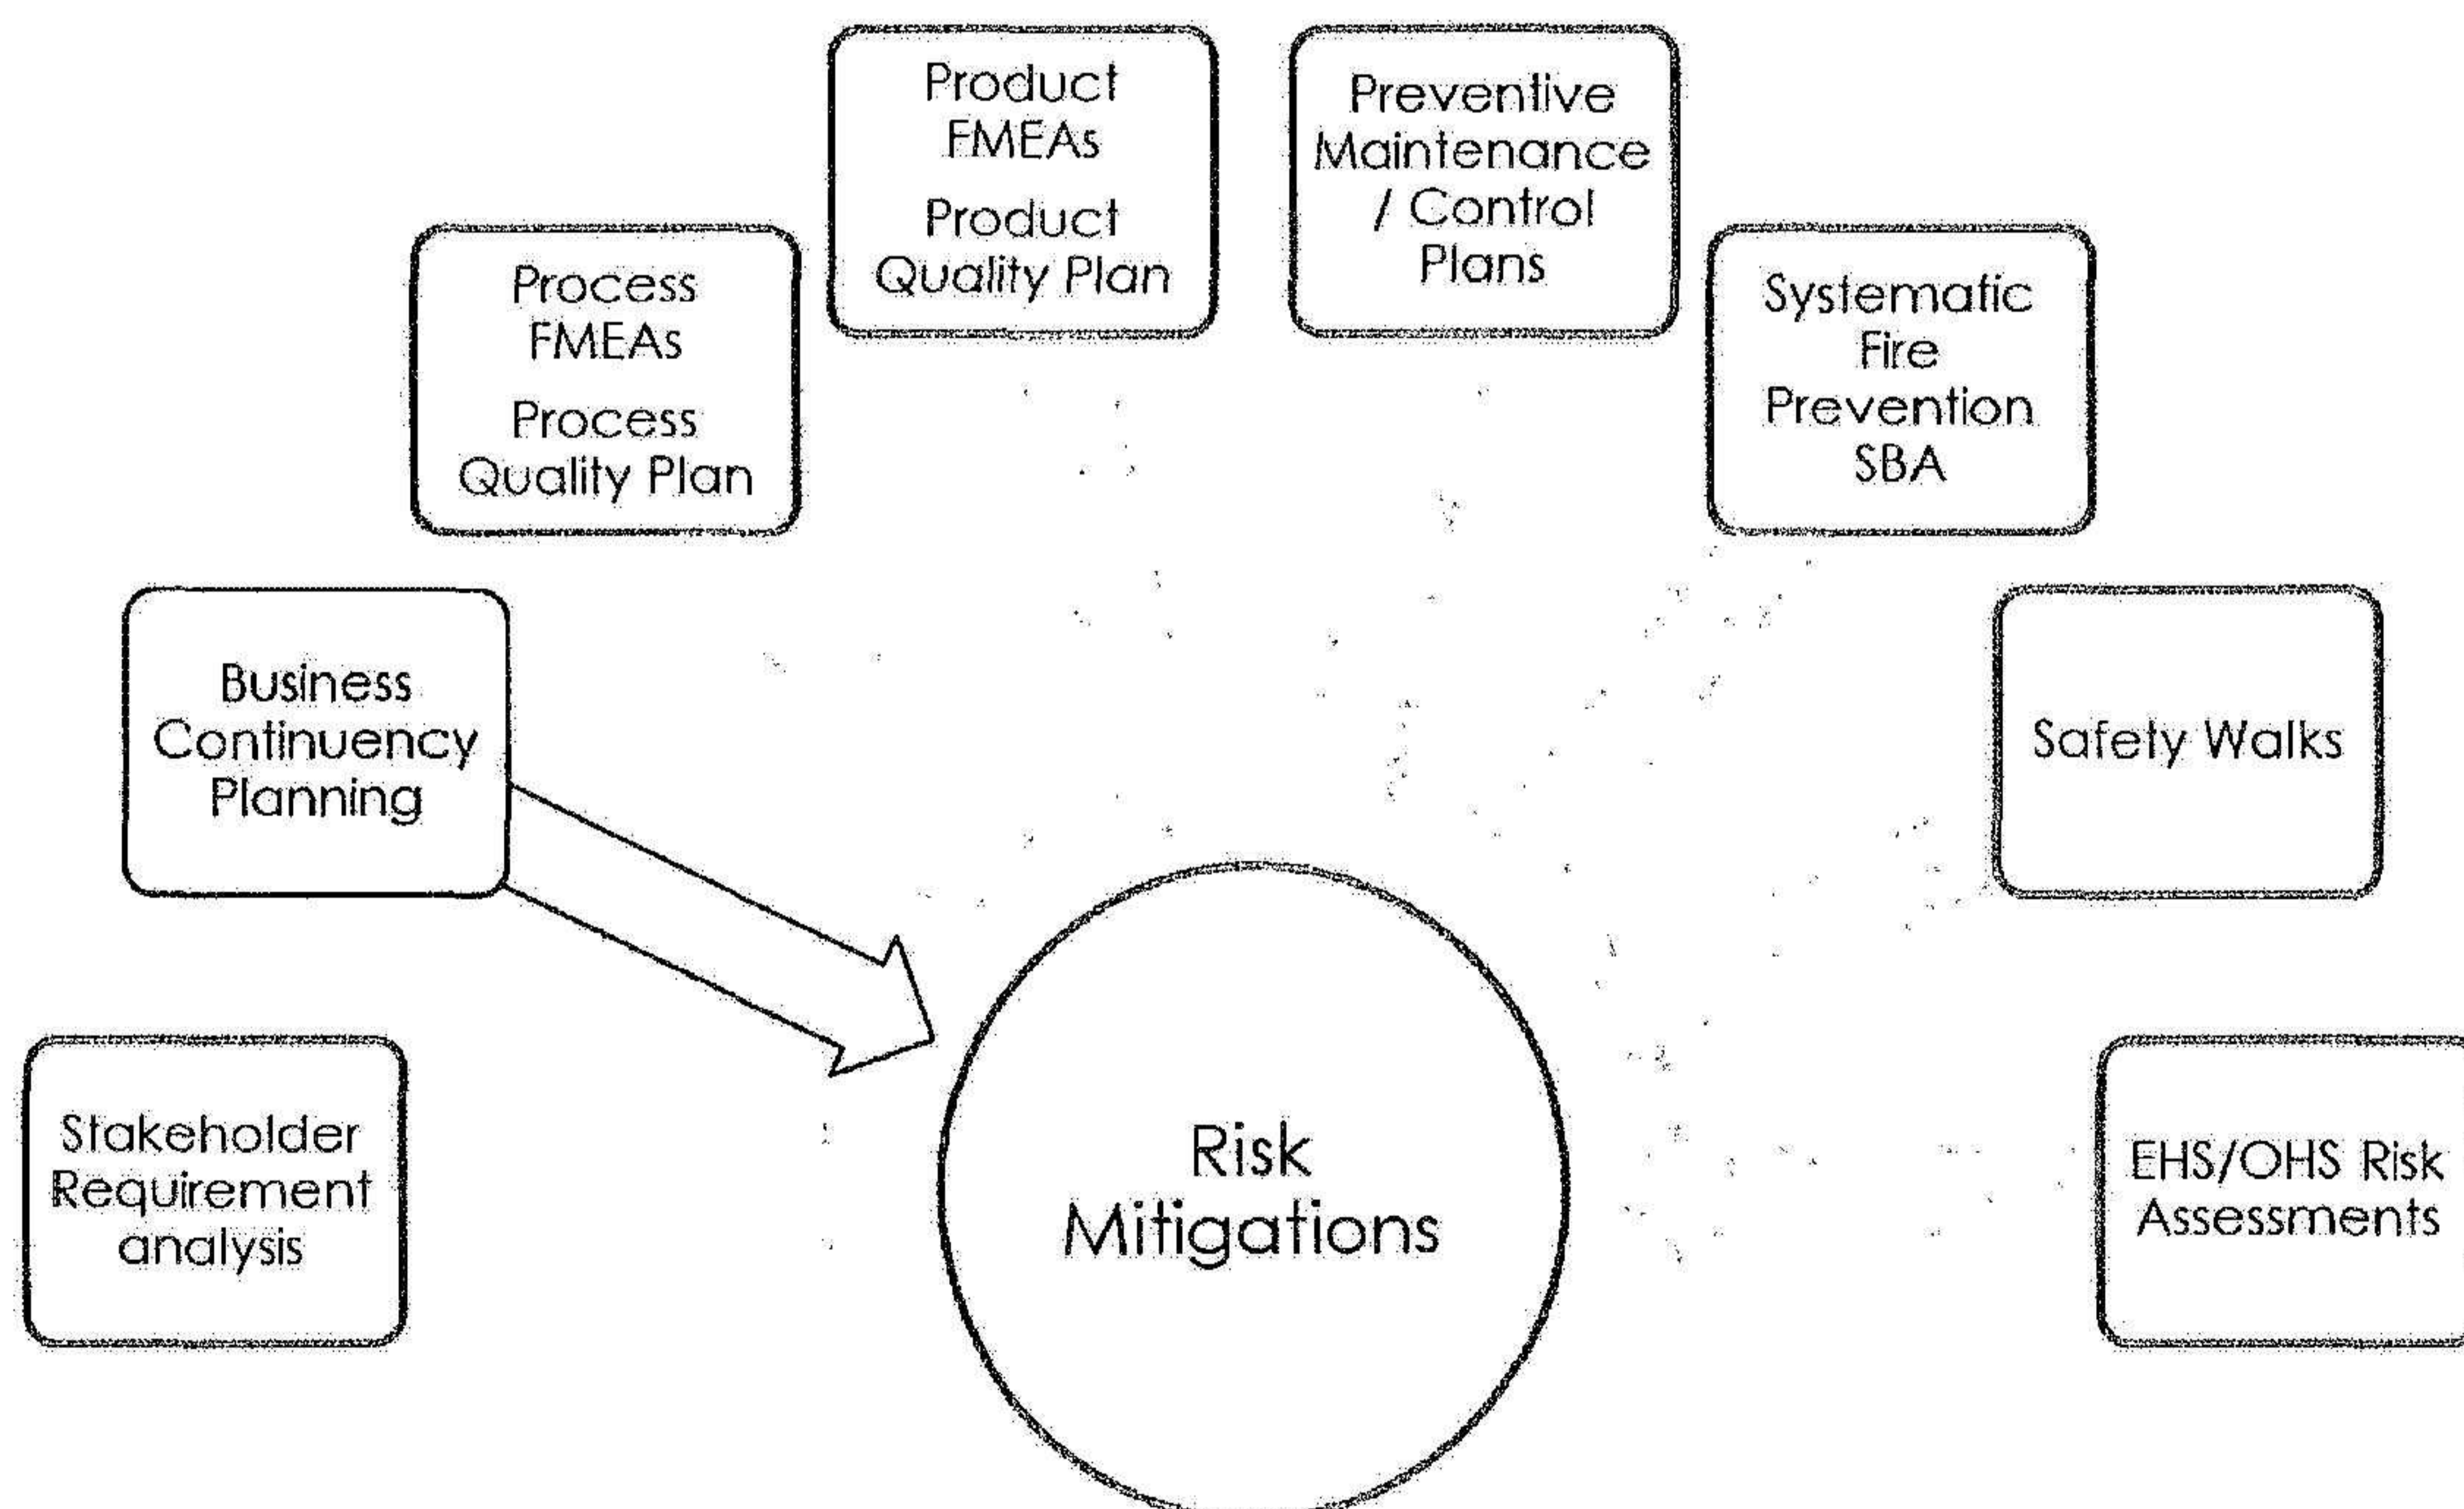 Product
FMEAs
Product
Quality Plan
Preventive
Maintenance
/ Control
Plans
Process
FMEAs
Process
Quality Plan
Systematic
Fire
Prevention
SBA
Business
Continuency
Planning
Safety Walks
Stakeholder
Requirement
analysis
Risk
Mitigations
EHS/OHS Risk
Assessments